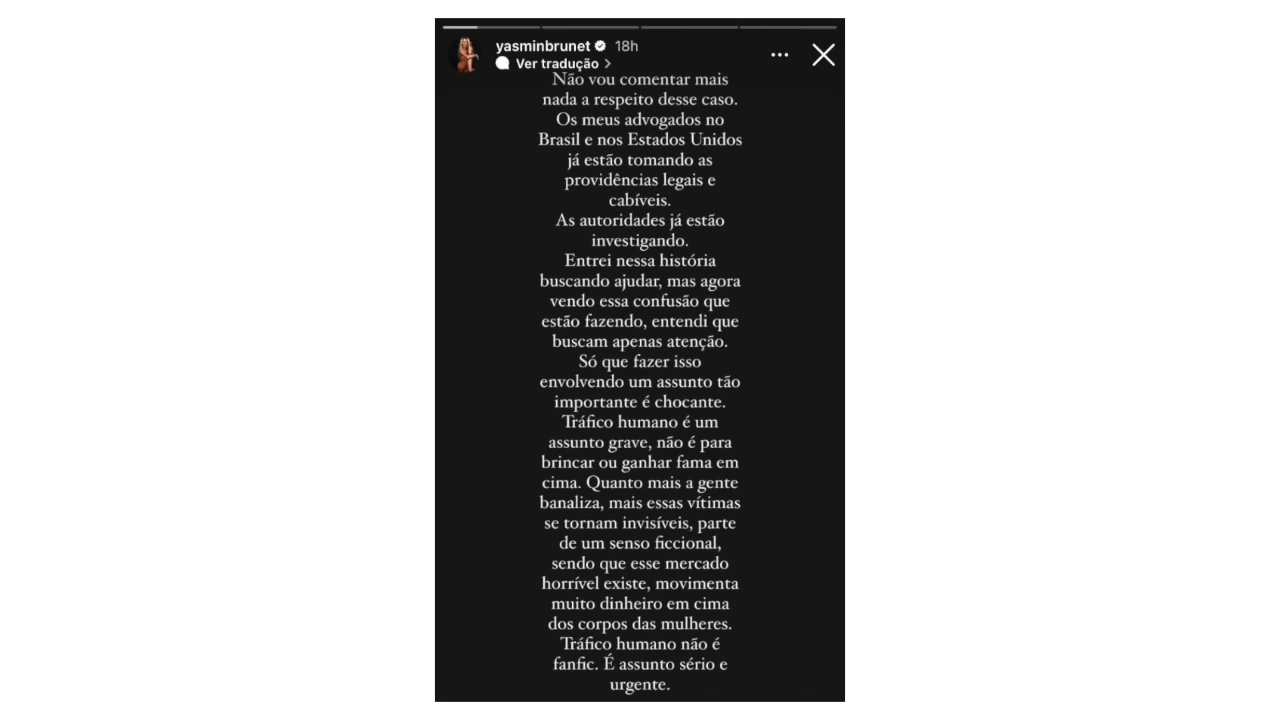 yasminbrunet 18h
Ver tradução >
Não vou comentar mais
nada a respeito desse caso.
Os meus advogados no
Brasil e nos Estados Unidos
já estão tomando as
providências legais e
cabíveis.
As autoridades já estão
investigando.
Entrei nessa história
buscando ajudar, mas agora
vendo essa confusão que
estão fazendo, entendi que
buscam apenas atenção.
Só que fazer isso
envolvendo um assunto tão
importante é chocante.
Tráfico humano é um
assunto grave, não é para
brincar ou ganhar fama em
cima. Quanto mais a gente
banaliza, mais essas vítimas
se tornam invisíveis, parte
de um senso ficcional,
sendo que esse mercado
horrível existe, movimenta
muito dinheiro em cima
dos corpos das mulheres.
Tráfico humano não é
fanfic. É assunto sério e
urgente.